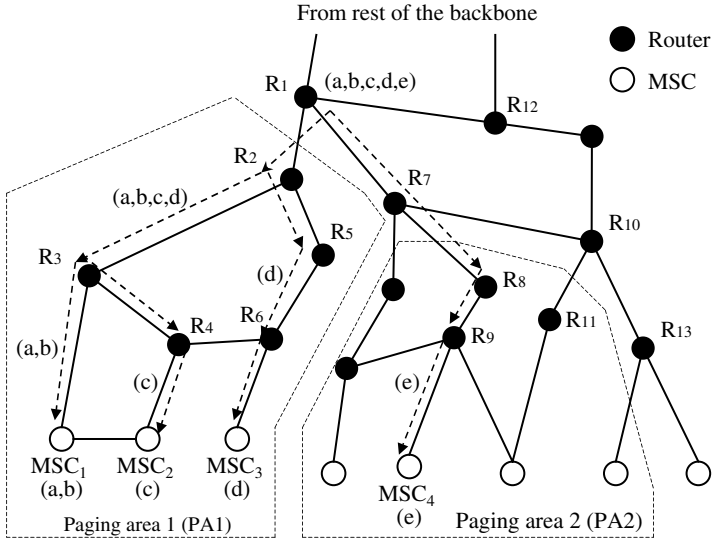 From rest of the backbone
Router
MSC
R1
(a,b,c,d,e)
R12
R2
R7
(a,b,c,d)
R5
R10
R3
(d)
R8
R4
R6
R11
R13
R9
(a,b)
(c)
(e)
MSC1
MSC2
MSC3
MSC4
(a,b)
(c)
(d)
(e)
Paging area 1 (PA1)
Paging area 2 (PA2)